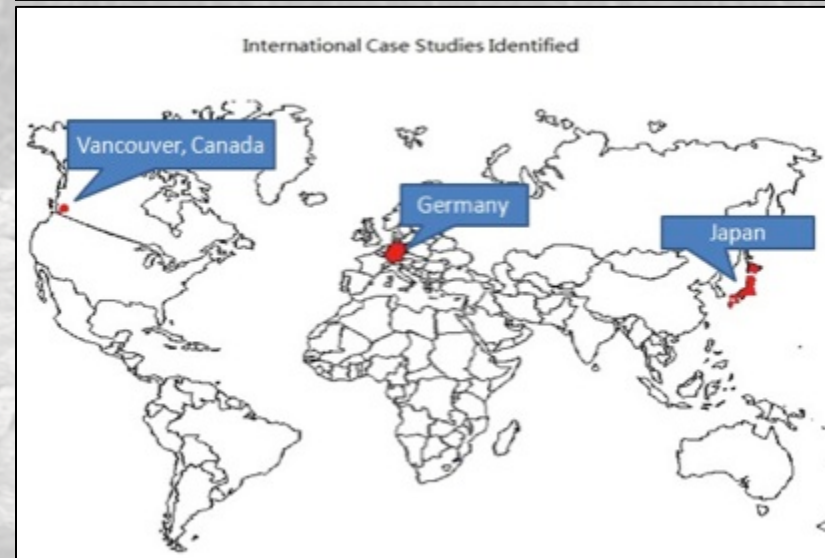 International Case Studies Identified
Vancouver, Canada
Germany
Japan